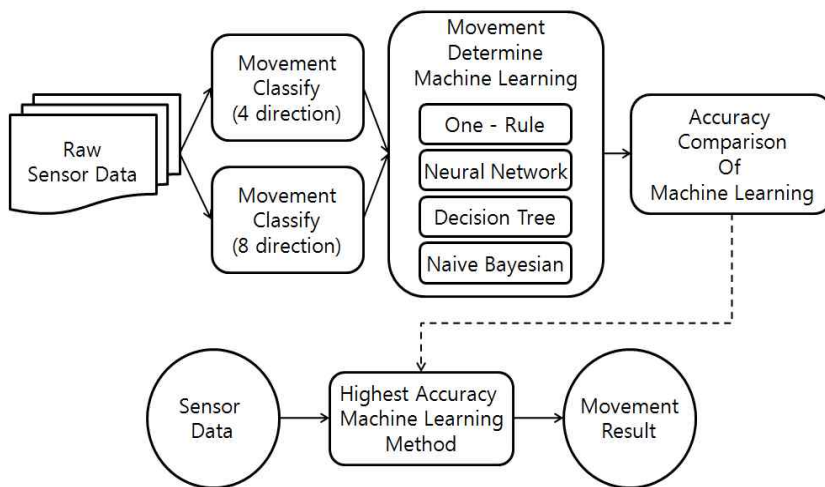 Raw
Sensor Data
Movement
Classify
(4 direction)
Movement
Classify
(8 direction)
Movement
Determine
Machine Learning
One - Rule
Neural Network
Decision Tree
Naive Bayesian
Accuracy
Comparison
Of
Machine Learning
Sensor
Data
Highest Accuracy
Machine Learning
Method
Movement
Result